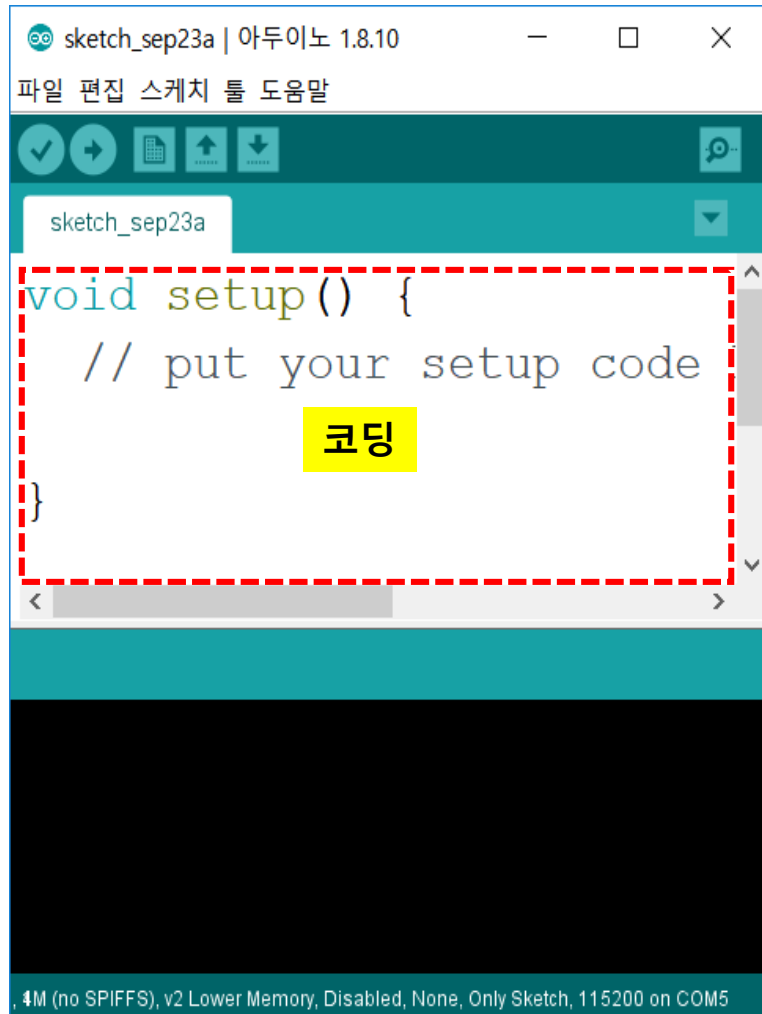 sketch_sep23a | 아두이노 1.8.10
파일 편집 스케치 툴 도움말
sketch_sep23a
void setup() {
// put your setup code
코딩
}
, 4M (no SPIFFS), v2 Lower Memory, Disabled, None, Only Sketch, 115200 on COM5